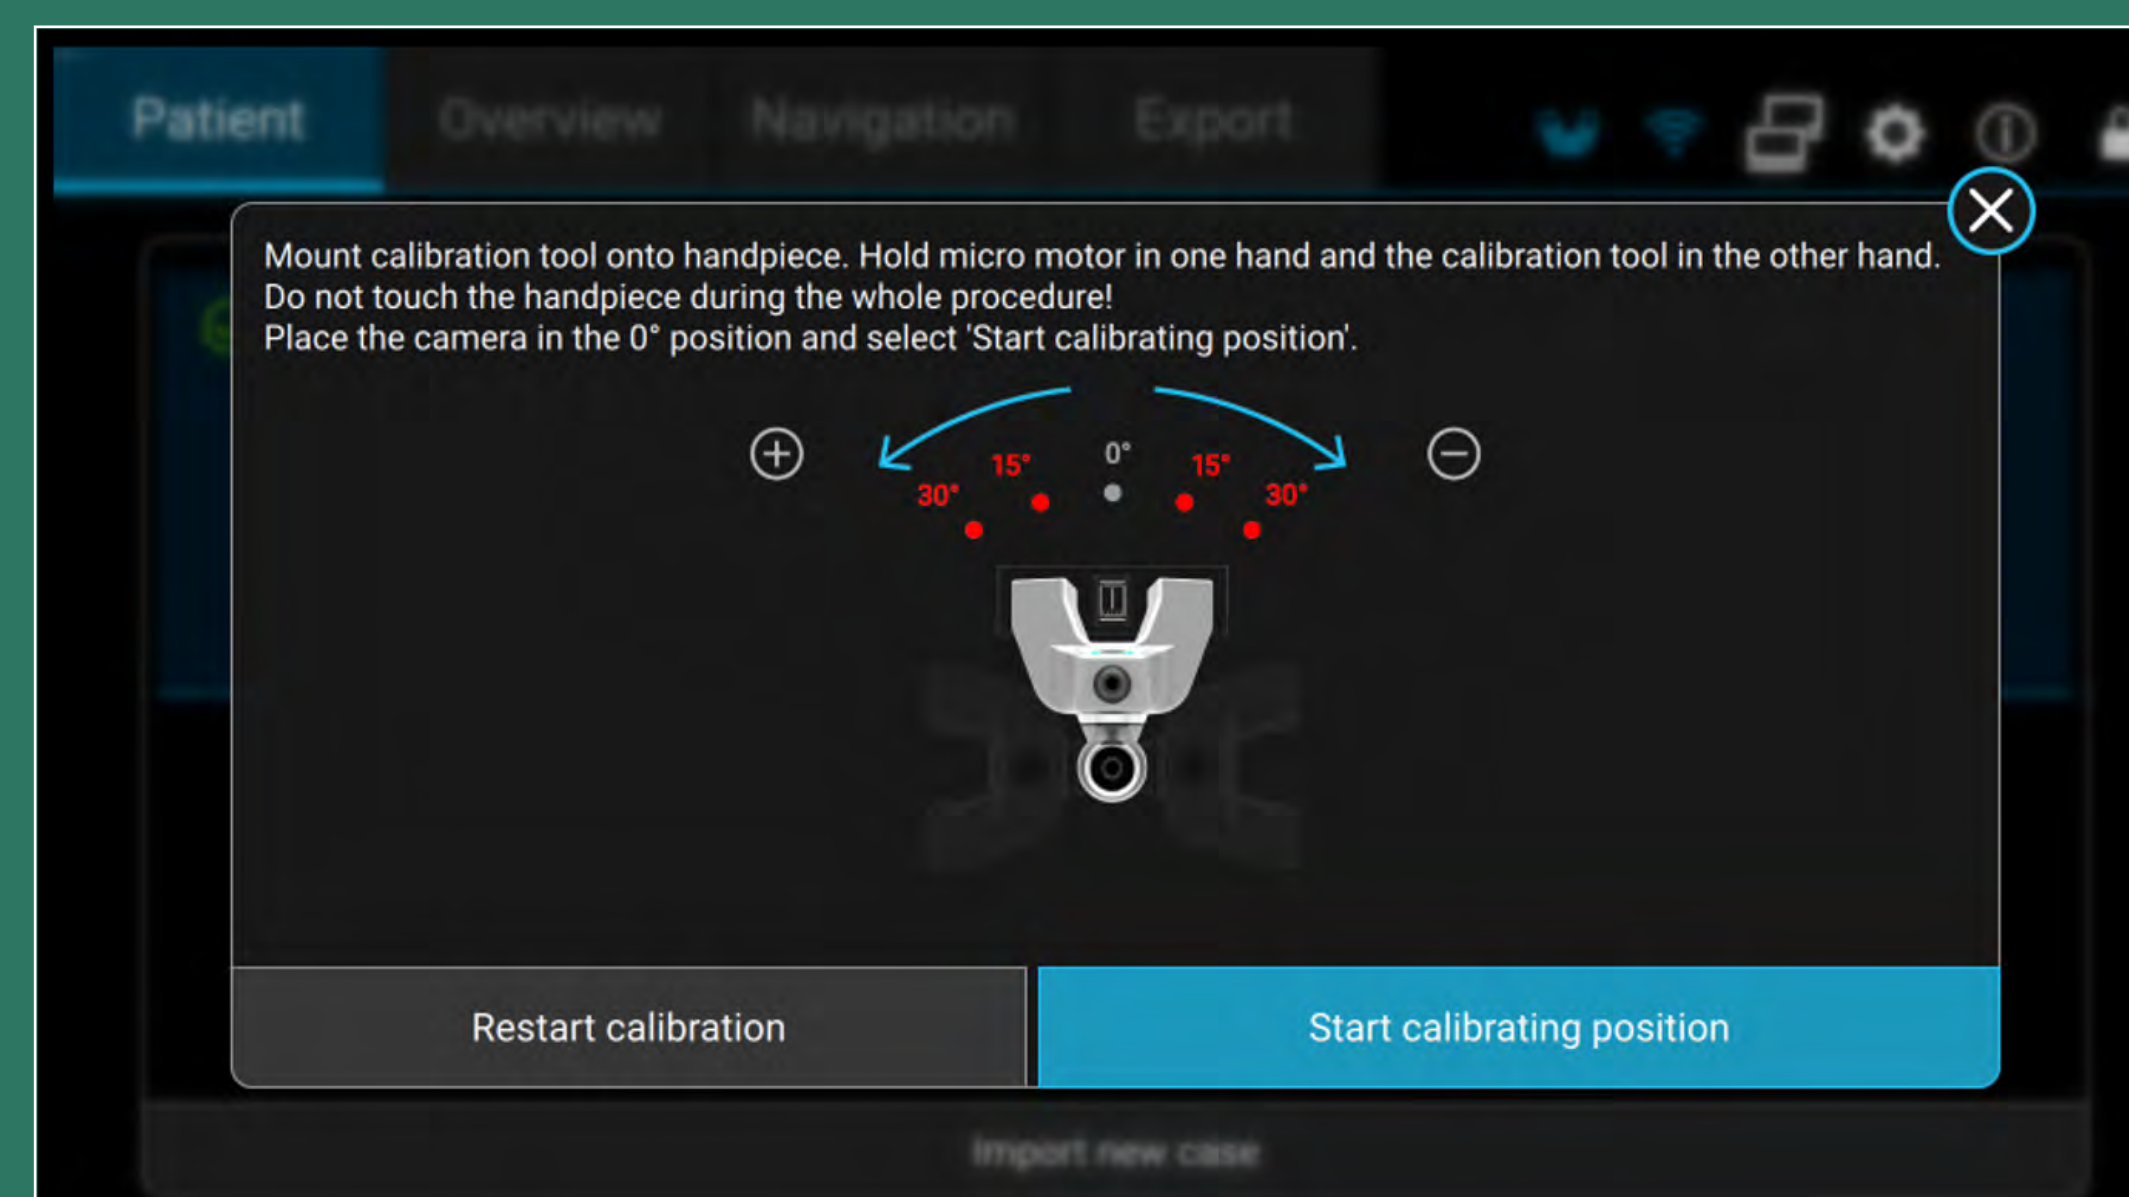 Patient Overview Navigation Export
Mount calibration tool onto handpiece. Hold micro motor in one hand and the calibration tool in the other hand.
Do not touch the handpiece during the whole procedure!
Place the camera in the 0° position and select 'Start calibrating position'.
30° 15° 0° 15° 30°
Restart calibration Start calibrating position
Import new case